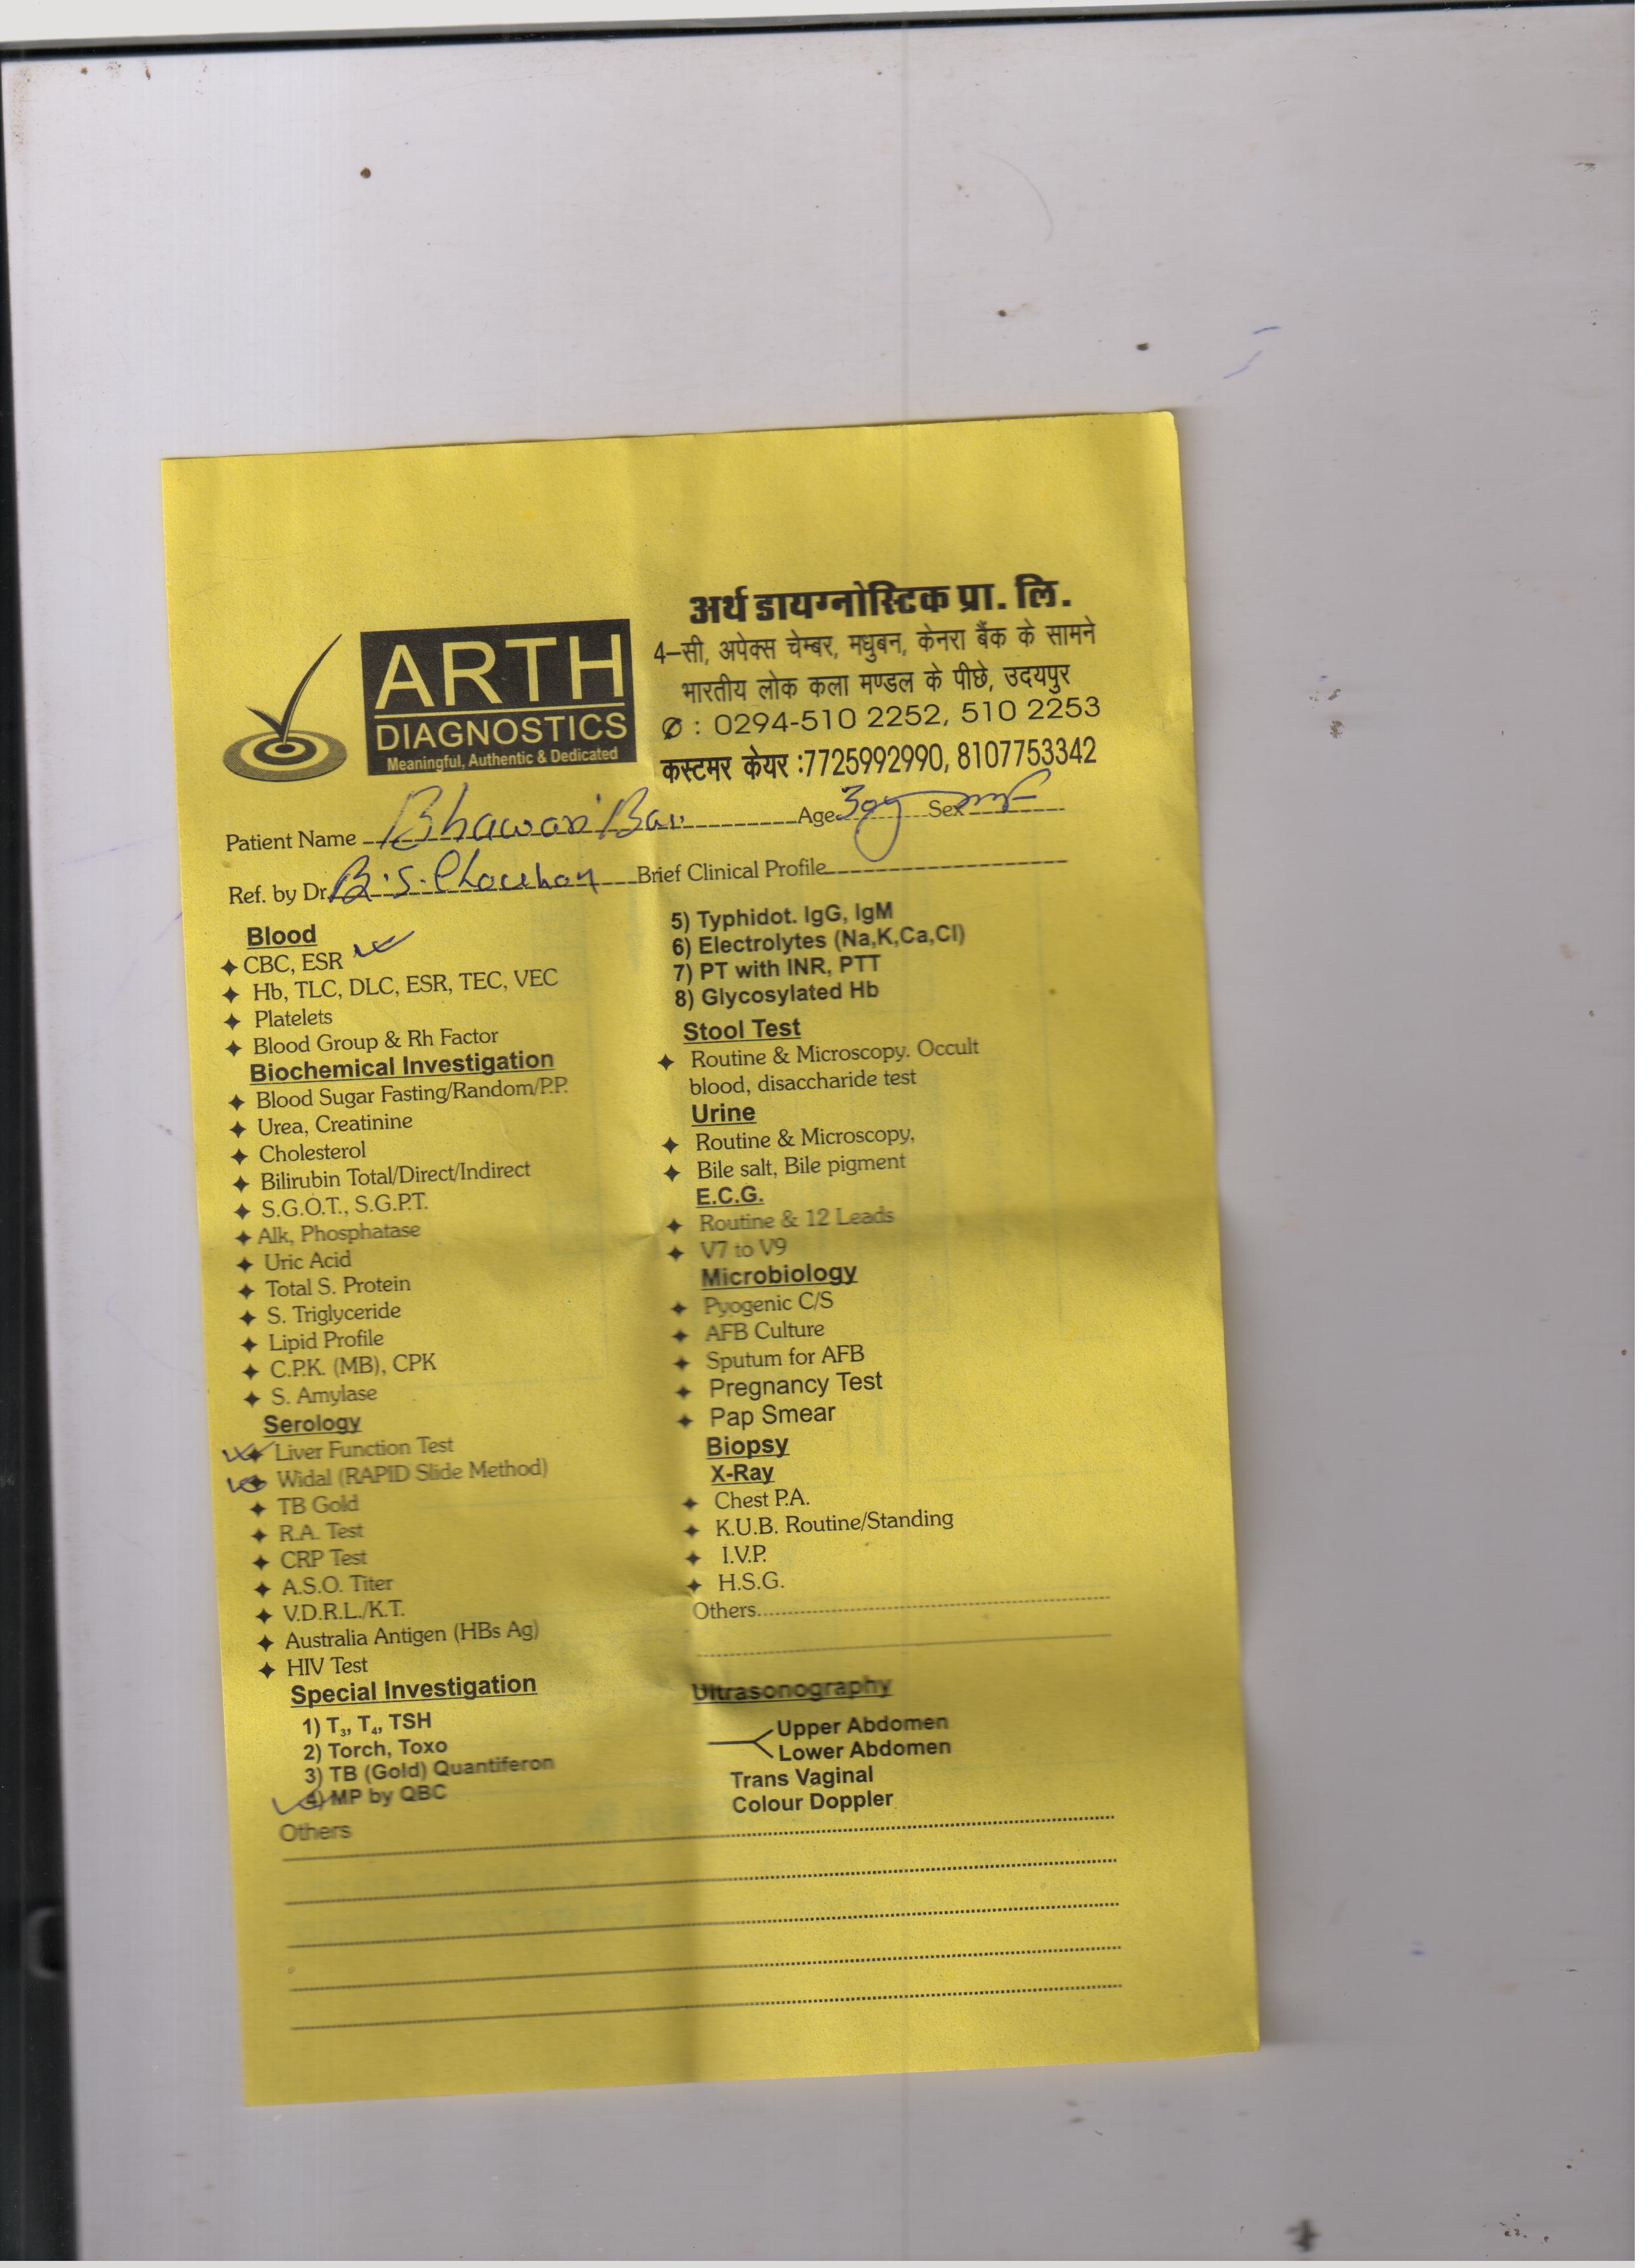 अर्थ डायग्नोस्टिक प्रा. लि.
4-सी, अपेक्स चेम्बर, मधुबन, केनरा बैंक के सामने
भारतीय लोक कला मण्डल के पीछे, उदयपुर
: 0294-510 2252, 510 2253
कस्टमर केयर :7725992990, 8107753342
ARTH
DIAGNOSTICS
Meaningful, Authentic & Dedicated
Patient Name Bhawari Bai Age 30y Sex
Ref. by Dr. B.S. Chouhan Brief Clinical Profile
Blood
CBC, ESR
Hb, TLC, DLC, ESR, TEC, VEC
Platelets
Blood Group & Rh Factor
Biochemical Investigation
Blood Sugar Fasting/Random/P.P.
Urea, Creatinine
Cholesterol
Bilirubin Total/Direct/Indirect
S.G.O.T., S.G.P.T.
Alk, Phosphatase
Uric Acid
Total S. Protein
S. Triglyceride
Lipid Profile
C.P.K. (MB), CPK
S. Amylase
Serology
Liver Function Test
Widal (RAPID Slide Method)
TB Gold
R.A. Test
CRP Test
A.S.O. Titer
V.D.R.L./K.T.
Australia Antigen (HBs Ag)
HIV Test
Special Investigation
1) T3, T4, TSH
2) Torch, Toxo
3) TB (Gold) Quantiferon
4) MP by QBC
Others
5) Typhidot. IgG, IgM
6) Electrolytes (Na,K,Ca,Cl)
7) PT with INR, PTT
8) Glycosylated Hb
Stool Test
Routine & Microscopy. Occult
blood, disaccharide test
Urine
Routine & Microscopy,
Bile salt, Bile pigment
E.C.G.
Routine & 12 Leads
V7 to V9
Microbiology
Pyogenic C/S
AFB Culture
Sputum for AFB
Pregnancy Test
Pap Smear
Biopsy
X-Ray
Chest P.A.
K.U.B. Routine/Standing
I.V.P.
H.S.G.
Others
Ultrasonography
Upper Abdomen
Lower Abdomen
Trans Vaginal
Colour Doppler